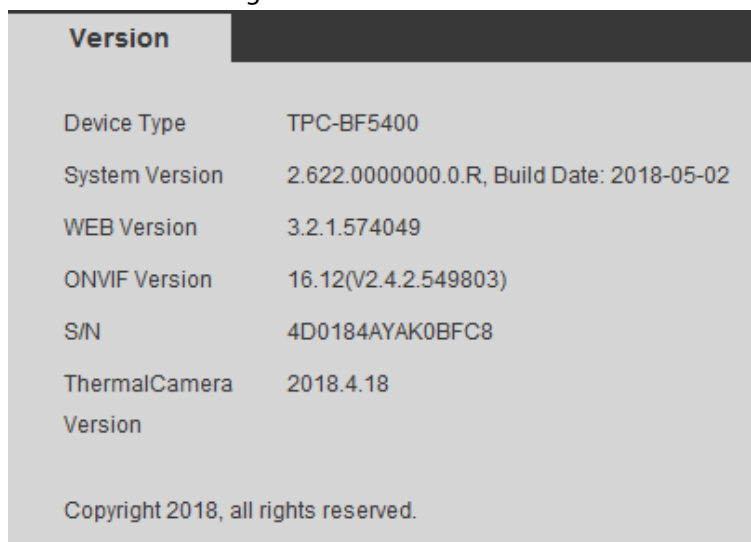 Version
Device Type TPC-BF5400
System Version 2.622.0000000.0.R, Build Date: 2018-05-02
WEB Version 3.2.1.574049
ONVIF Version 16.12(V2.4.2.549803)
S/N 4D0184AYAK0BFC8
ThermalCamera 2018.4.18
Version
Copyright 2018, all rights reserved.